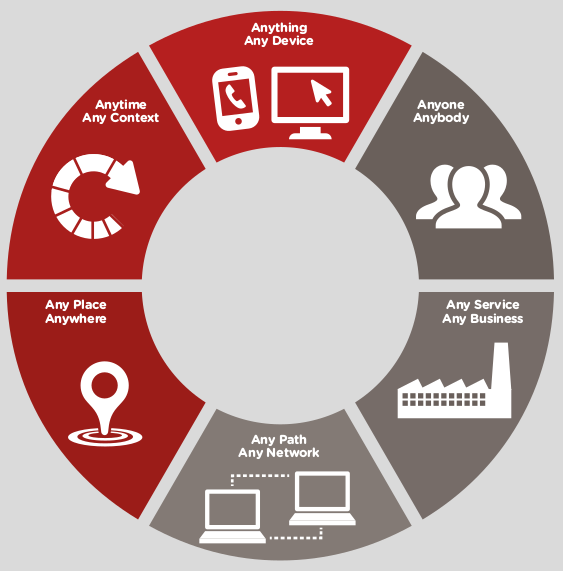 Anything
Any Device
Anyone
Anybody
Any Service
Any Business
Any Path
Any Network
Any Place
Anywhere
Anytime
Any Context